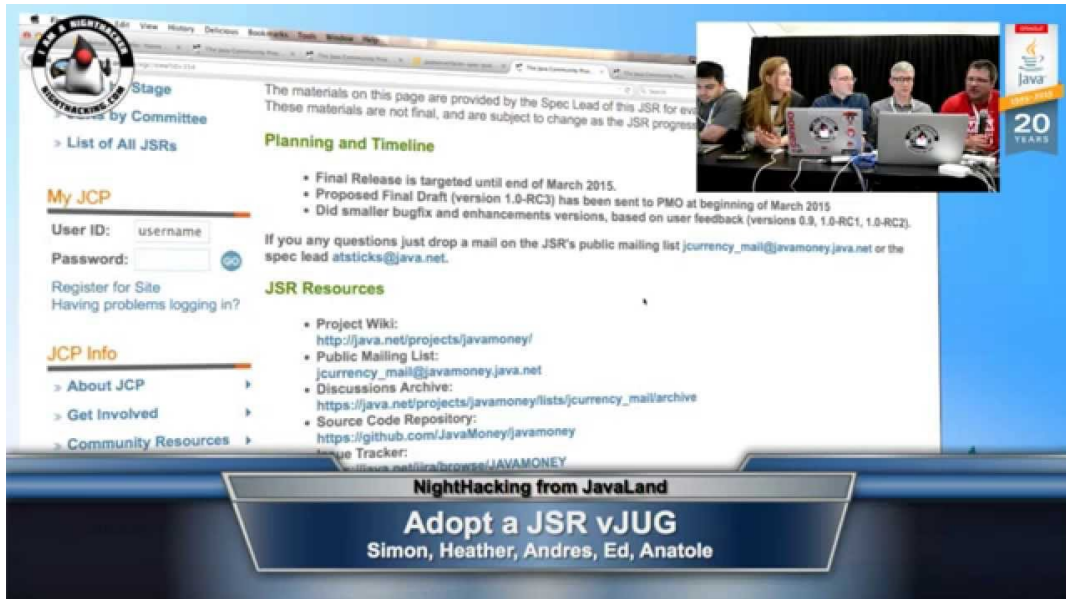 Edit View History Delicious Bookmarks Tools Window Help
I AM A NIGHTHACKER
NIGHTHACKING.COM
Stage
by Committee
» List of All JSRs
My JCP
User ID: username
Password: GO
Register for Site
Having problems logging in?
JCP Info
» About JCP
» Get Involved
» Community Resources
The materials on this page are provided by the Spec Lead of this JSR for
These materials are not final, and are subject to change as the JSR
Planning and Timeline
• Final Release is targeted until end of March 2015.
• Proposed Final Draft (version 1.0-RC3) has been sent to PMO at beginning of March 2015
• Did smaller bugfix and enhancements versions, based on user feedback (versions 0.9, 1.0-RC1, 1.0-RC2).
If you any questions just drop a mail on the JSR's public mailing list jcurrency_mail@javamoney.java.net or the
spec lead atsticks@java.net.
JSR Resources
• Project Wiki:
http://java.net/projects/javamoney/
• Public Mailing List:
jcurrency_mail@javamoney.java.net
• Discussions Archive:
https://java.net/projects/javamoney/lists/jcurrency_mail/archive
• Source Code Repository:
https://github.com/JavaMoney/javamoney
Tracker:
java.net/jira/browse/JAVAMONEY
ORACLE
Java
1995-2015
20
YEARS
NightHacking from JavaLand
Adopt a JSR vJUG
Simon, Heather, Andres, Ed, Anatole